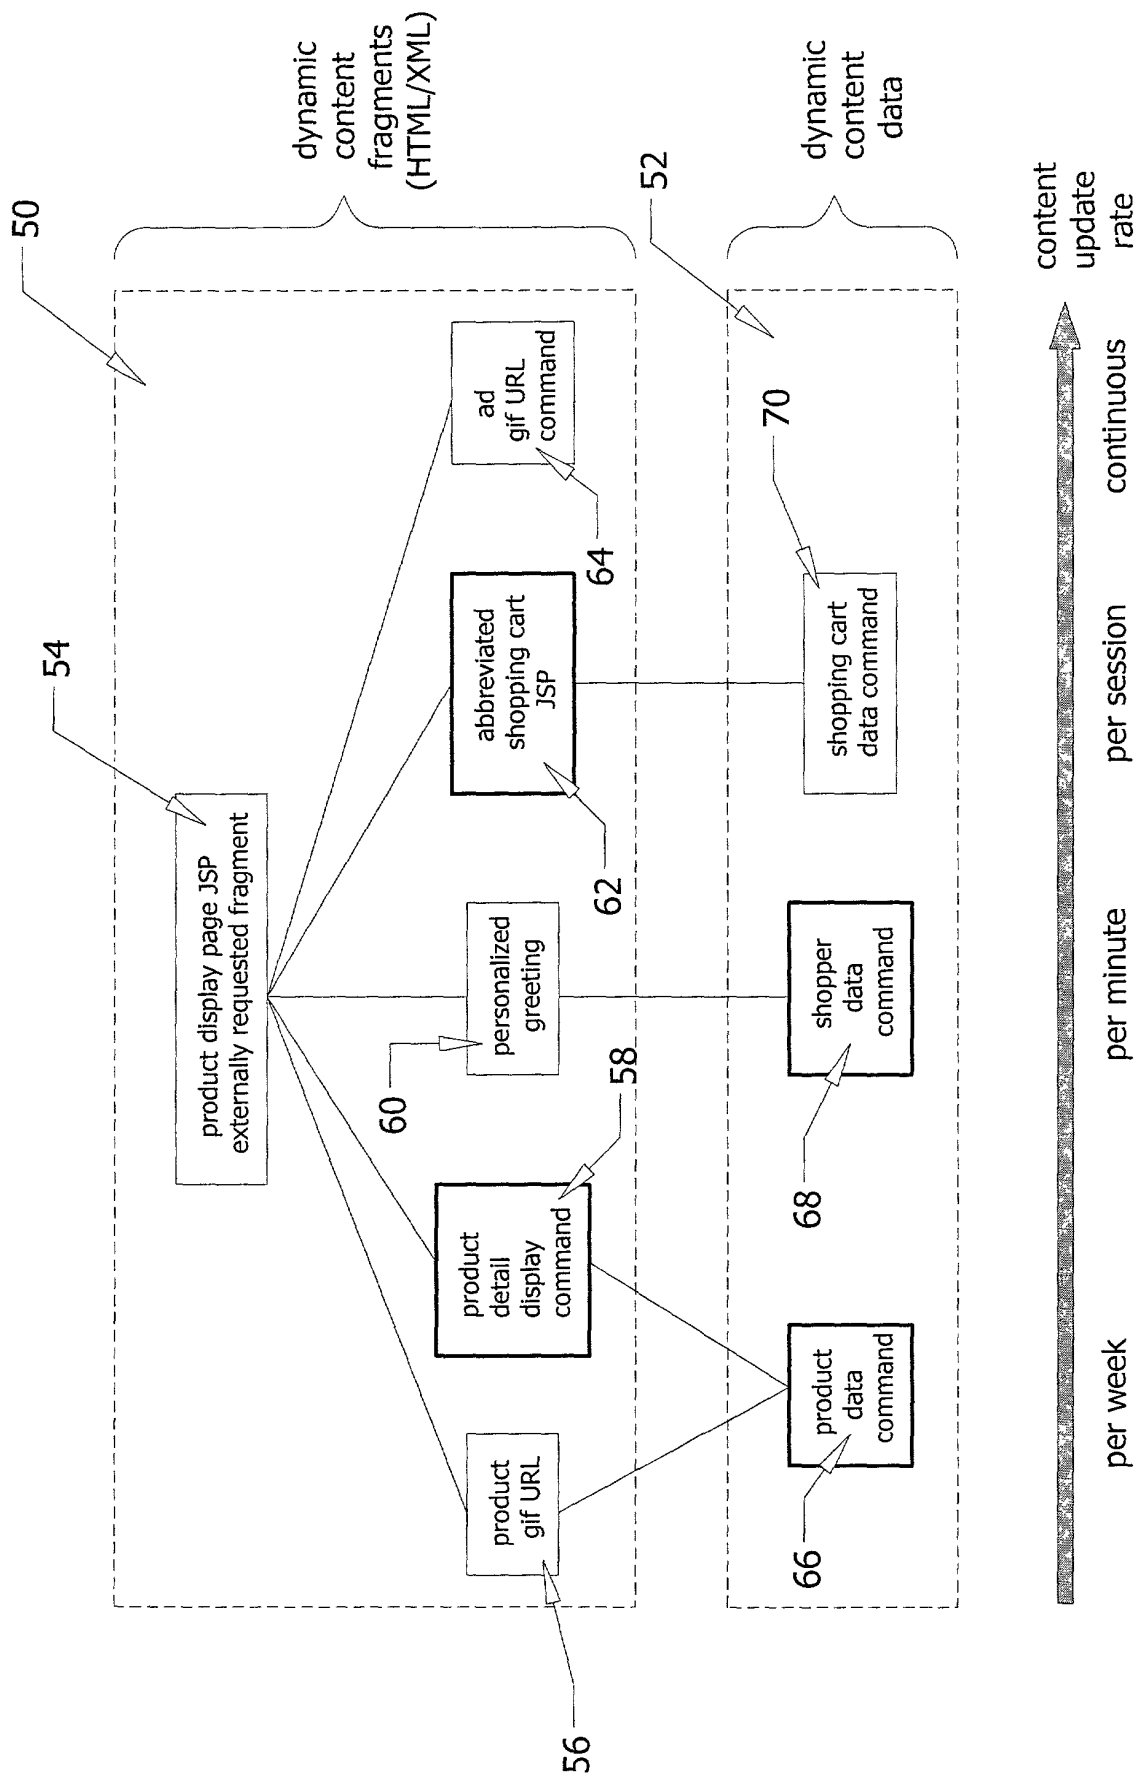 50
54
product display page JSP
externally requested fragment
dynamic
content
fragments
(HTML/XML)
product
gif URL
56
product
detail
display
command
58
personalized
greeting
60
abbreviated
shopping cart
JSP
62
ad
gif URL
command
64
52
dynamic
content
data
product
data
command
66
shopper
data
command
68
shopping cart
data command
70
per week
per minute
per session
continuous
content
update
rate